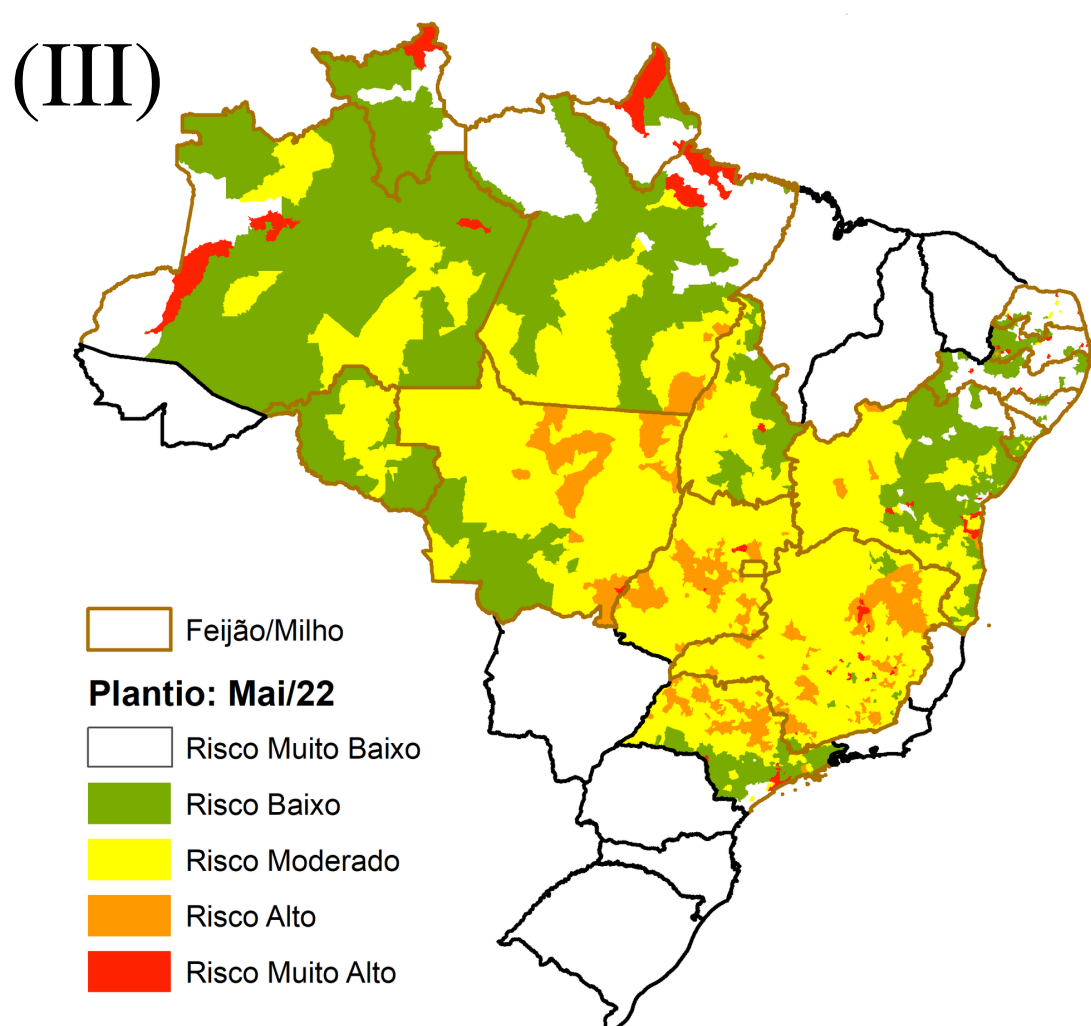 (III)
Feijão/Milho
Plantio: Mai/22
Risco Muito Baixo
Risco Baixo
Risco Moderado
Risco Alto
Risco Muito Alto